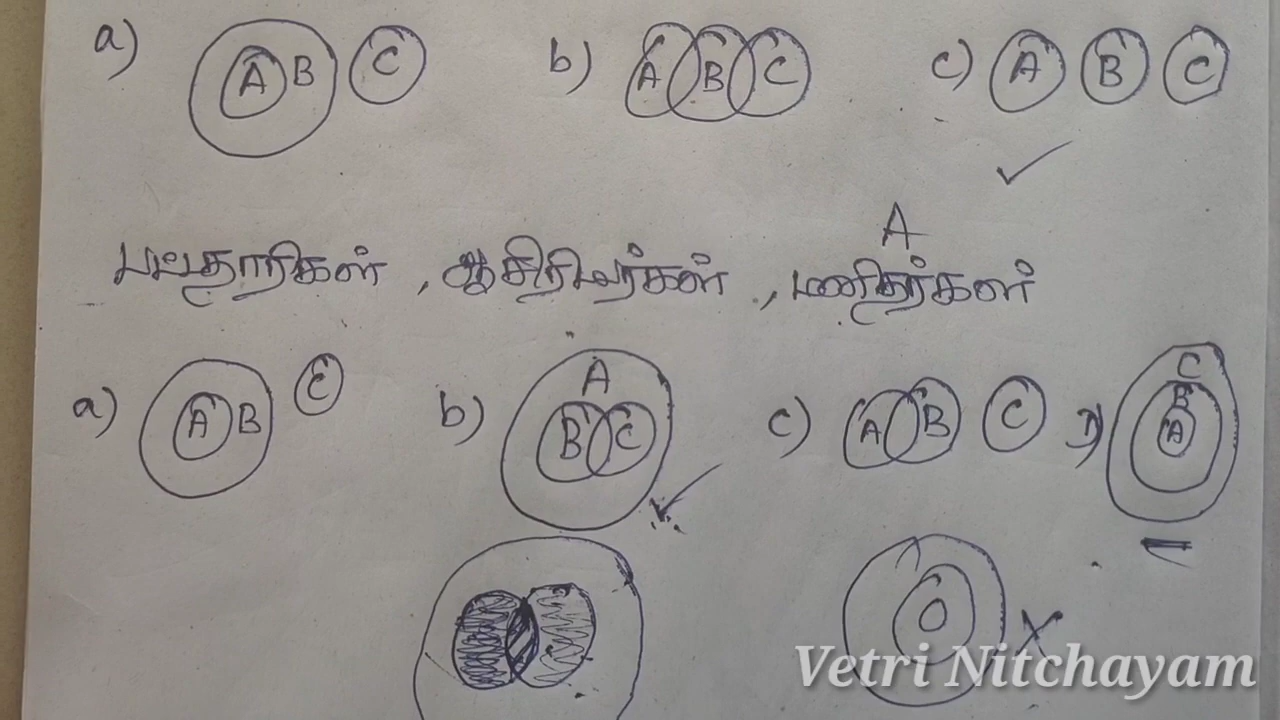 a) A B C b) A B C c) A B C
A
பட்டதாரிகள் , ஆசிரியர்கள் , மனிதர்கள்
a) A B C b) A B C c) A B C D) C B A
Vetri Nitchayam